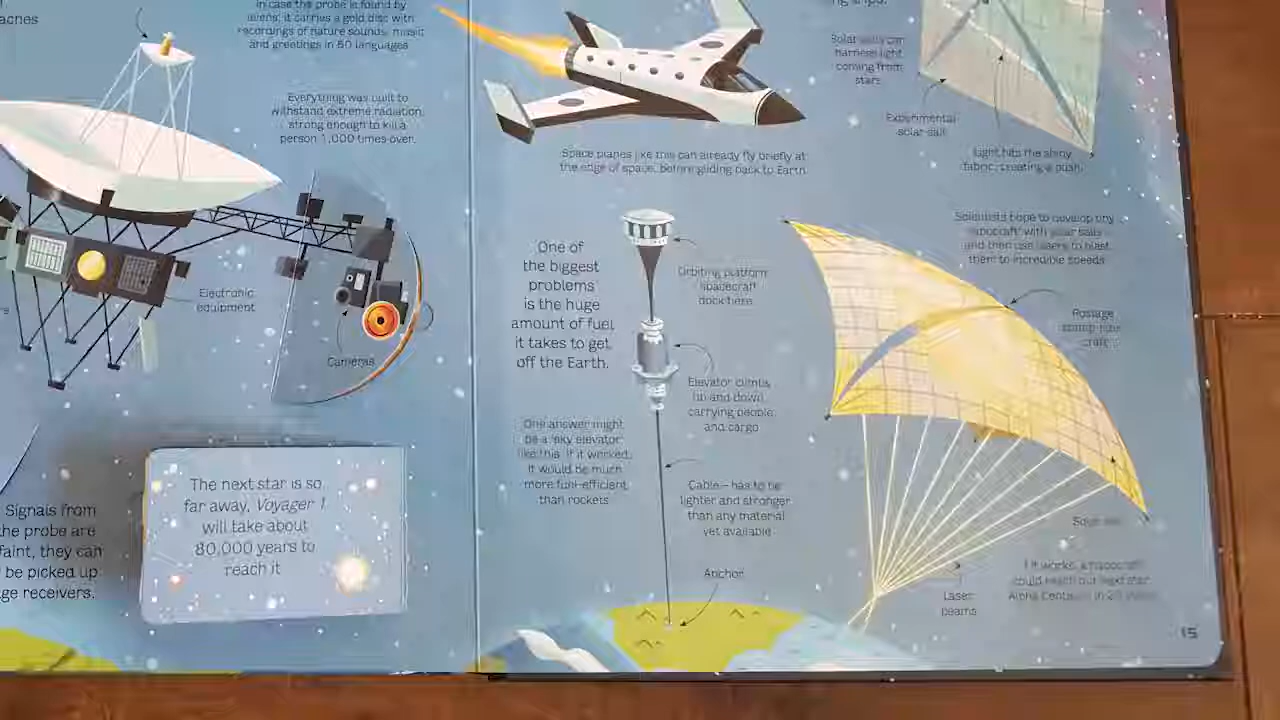 aches
In case the probe is found by
aliens, it carries a gold disc with
recordings of nature sounds, music
and greetings in 50 languages.
Everything was built to
withstand extreme radiation,
strong enough to kill a
person 1,000 times over.
Electronic
equipment
Cameras
Signals from
the probe are
faint, they can
be picked up
ge receivers.
The next star is so
far away, Voyager 1
will take about
80,000 years to
reach it
Space planes like this can already fly briefly at
the edge of space, before gliding back to Earth.
One of
the biggest
problems
is the huge
amount of fuel
it takes to get
off the Earth.
One answer might
be a 'sky elevator'
like this. If it worked,
it would be much
more fuel-efficient
than rockets.
Orbiting platform:
spacecraft
dock here.
Elevator climbs
up and down,
carrying people
and cargo
Cable – has to be
lighter and stronger
than any material
yet available
Anchor
Solar sails can
harness light
coming from
stars.
Experimental
solar sail
Light hits the shiny
fabric, creating a push.
Scientists hope to develop tiny
'nanocraft' with solar sails
and then use lasers to blast
them to incredible speeds.
Postage
stamp-size
craft
Solar sail
Laser
beams
If it works, a nanocraft
could reach our next star,
Alpha Centauri, in 20 years.
15